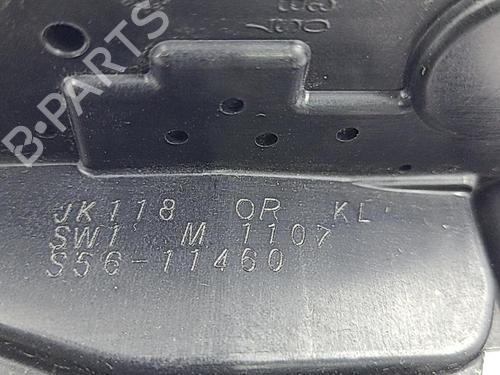 B-PARTS
JK118 OR KL
SW1 M 1107
S56-11460